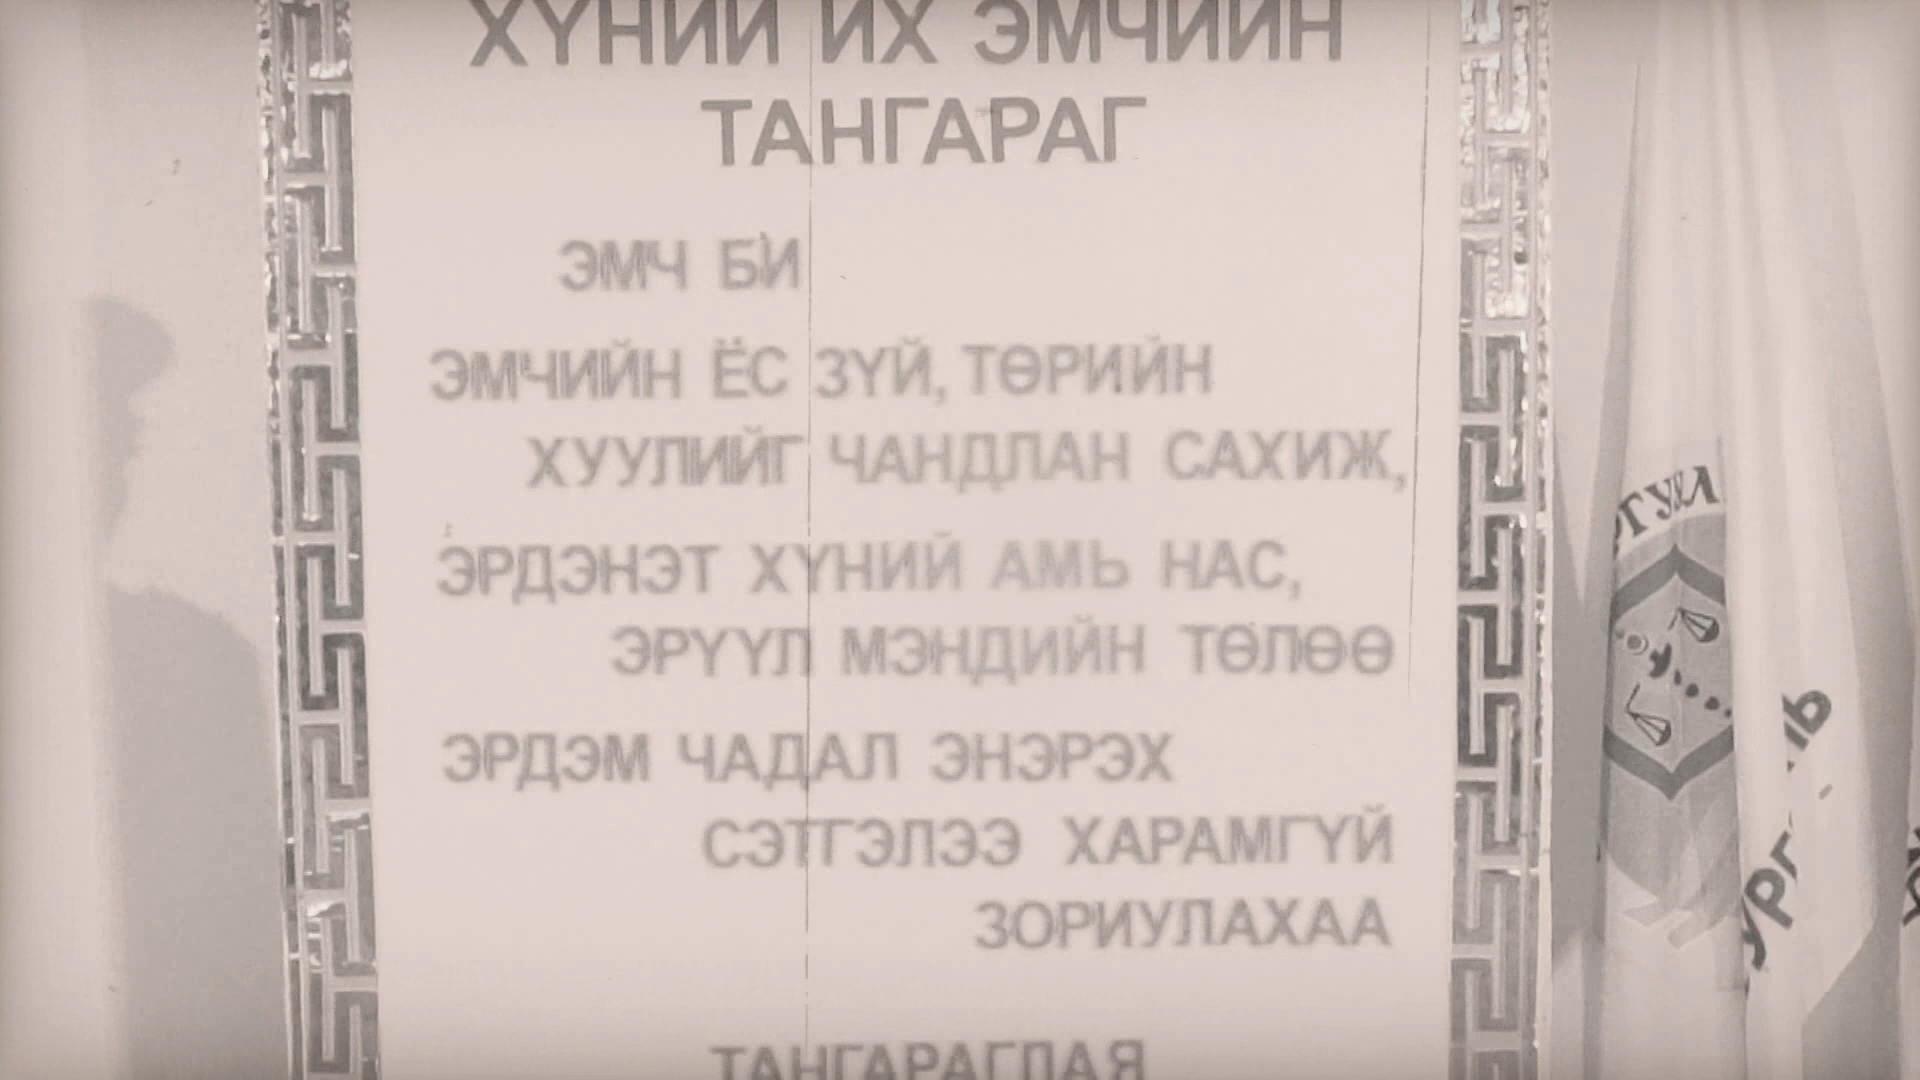 ХҮНИЙ ИХ ЭМЧИЙН
ТАНГАРАГ
ЭМЧ БИ
ЭМЧИЙН ЁС ЗҮЙ, ТӨРИЙН
ХУУЛИЙГ ЧАНДЛАН САХИЖ,
ЭРДЭНЭТ ХҮНИЙ АМЬ НАС,
ЭРҮҮЛ МЭНДИЙН ТӨЛӨӨ
ЭРДЭМ ЧАДАЛ ЭНЭРЭХ
СЭТГЭЛЭЭ ХАРАМГҮЙ
ЗОРИУЛАХАА
ТАНГАРАГЛАЯ